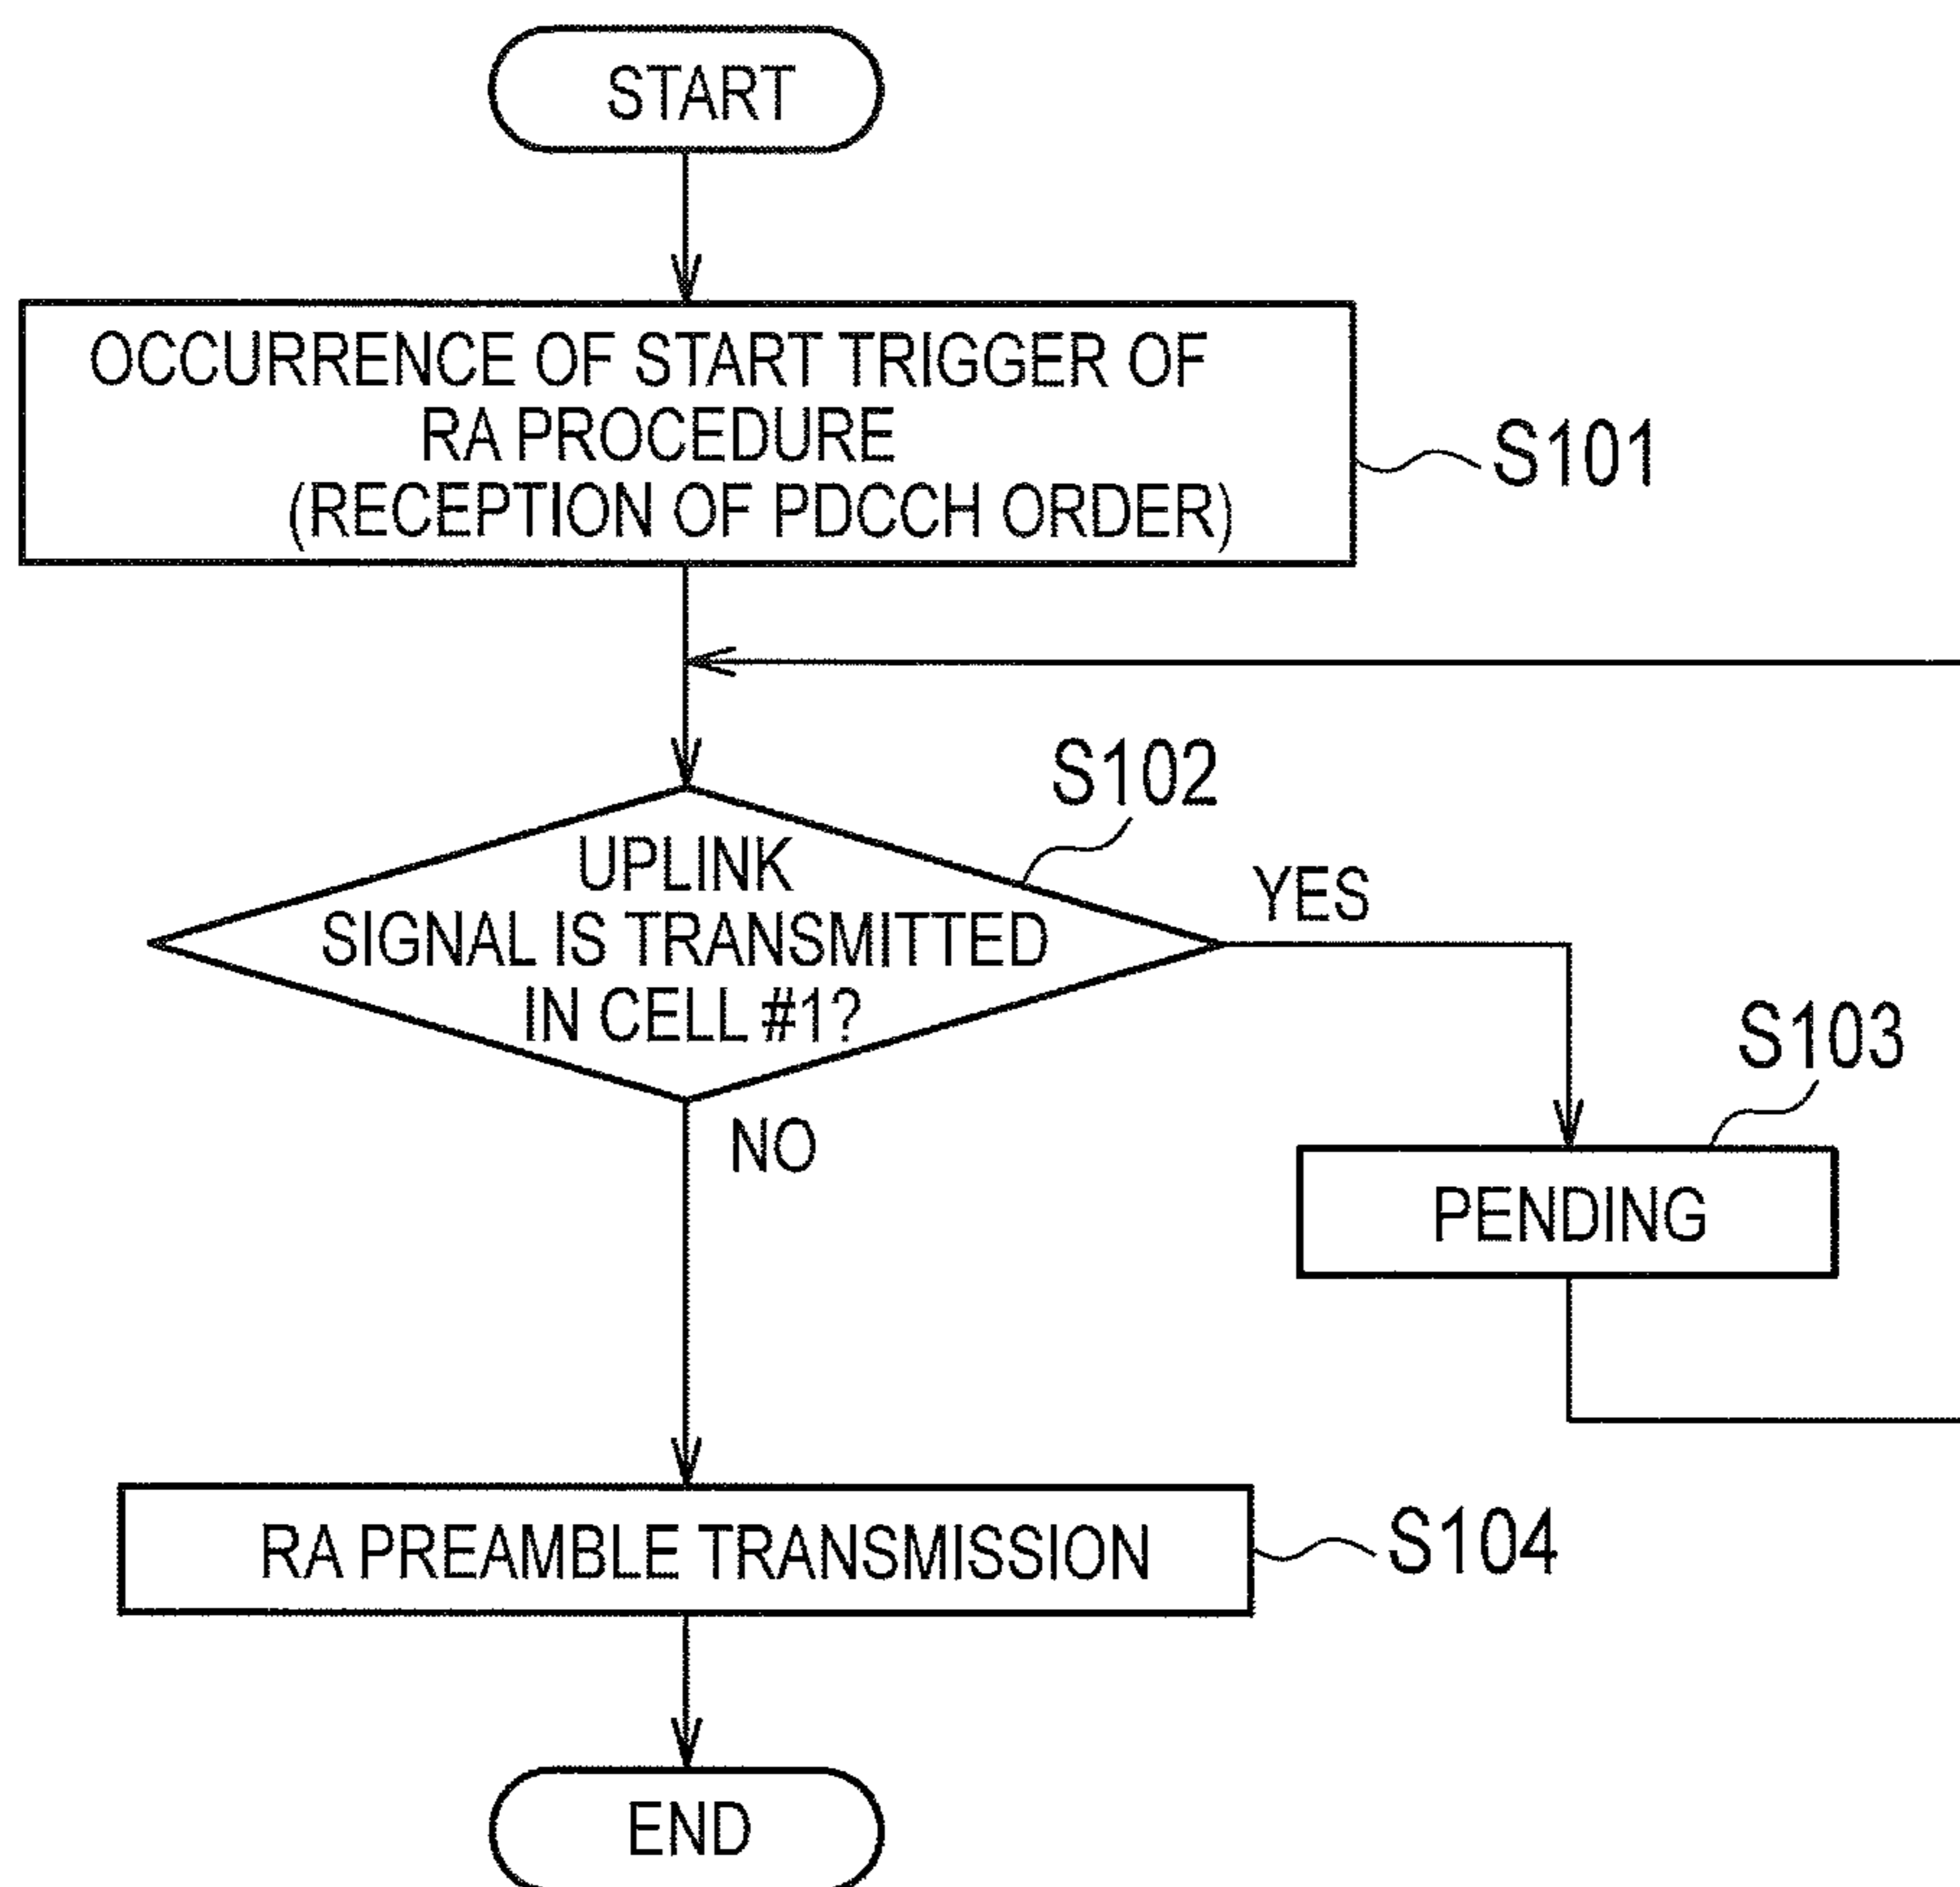 START
OCCURRENCE OF START TRIGGER OF
RA PROCEDURE
(RECEPTION OF PDCCH ORDER)
S101
S102
UPLINK
SIGNAL IS TRANSMITTED
IN CELL #1?
YES
NO
S103
PENDING
RA PREAMBLE TRANSMISSION
S104
END